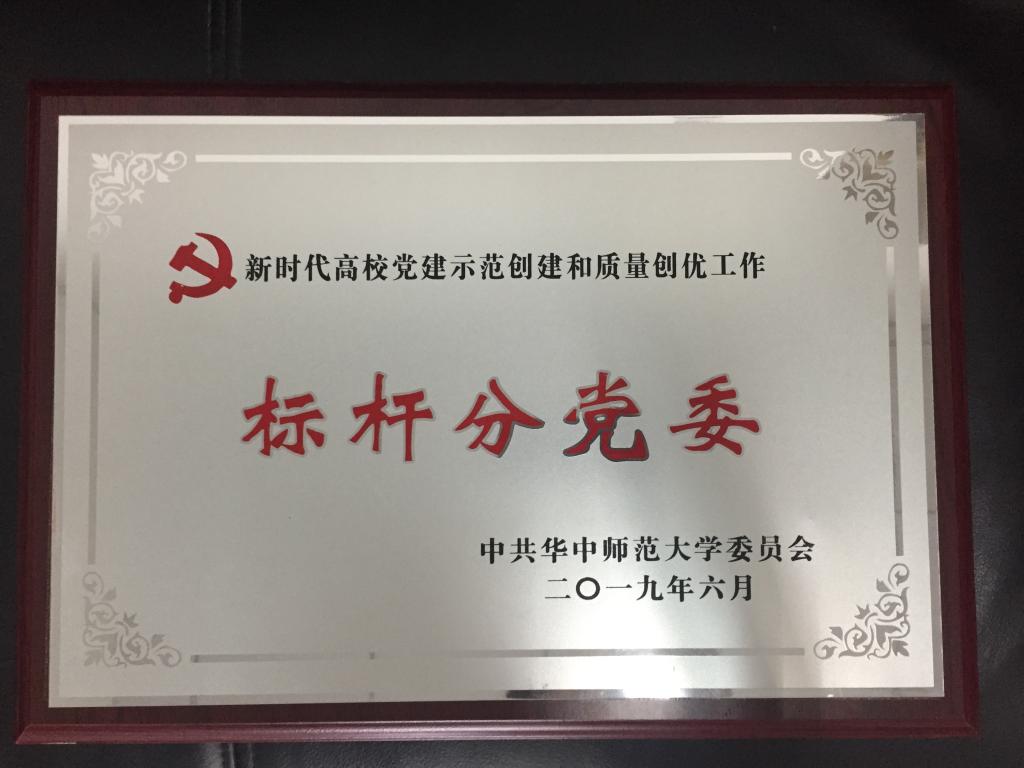 新时代高校党建示范创建和质量创优工作
标杆分党委
中共华中师范大学委员会
二〇一九年六月